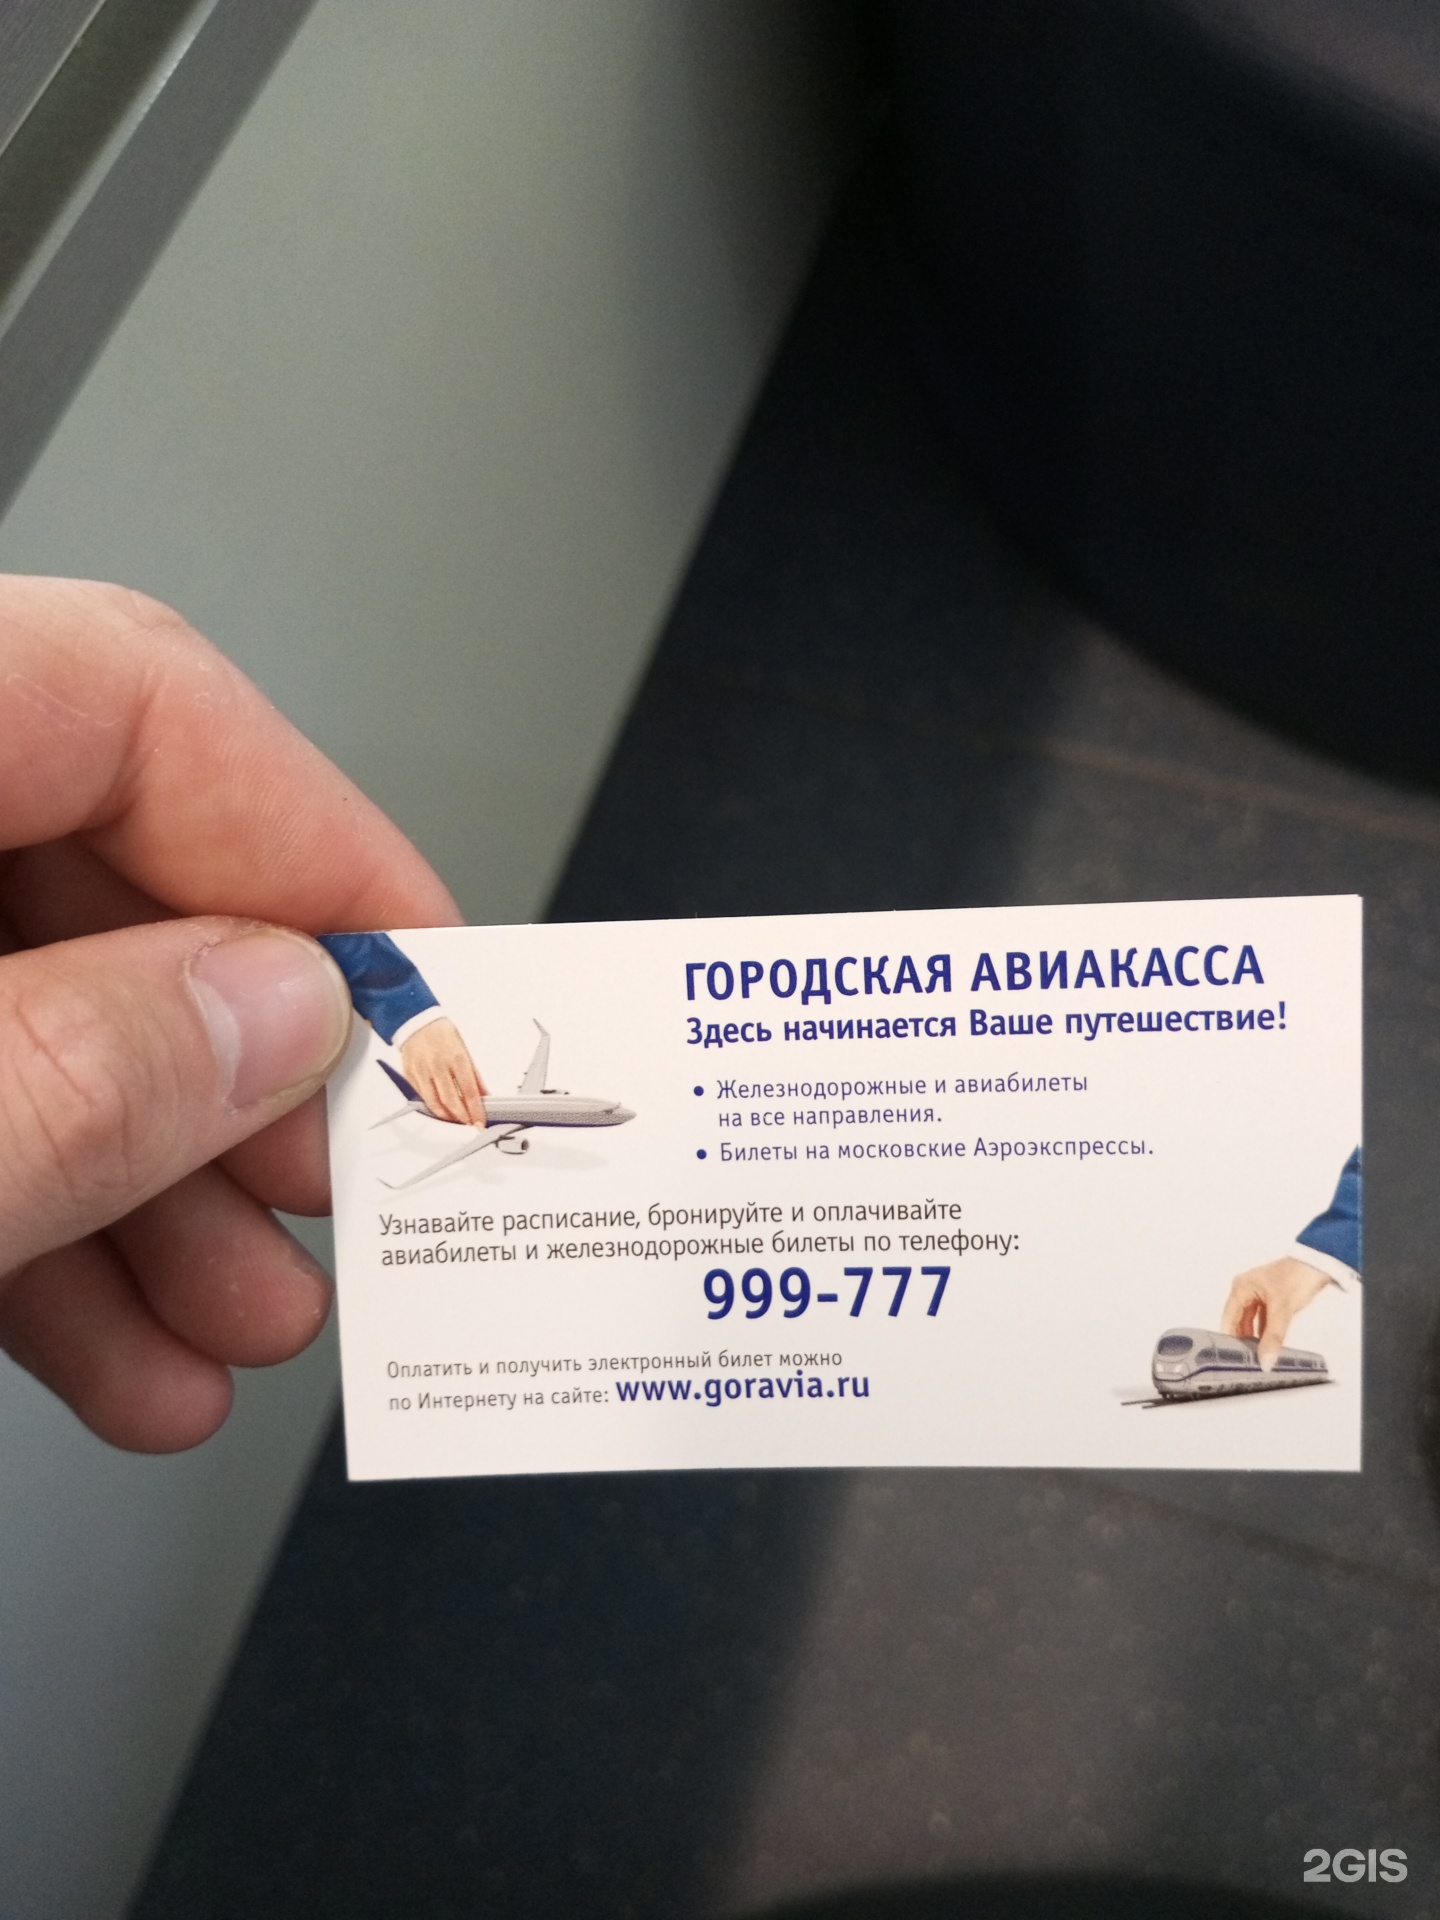 ГОРОДСКАЯ АВИАКАССА
Здесь начинается Ваше путешествие!
• Железнодорожные и авиабилеты
на все направления.
• Билеты на московские Аэроэкспрессы.
Узнавайте расписание, бронируйте и оплачивайте
авиабилеты и железнодорожные билеты по телефону:
999-777
Оплатить и получить электронный билет можно
по Интернету на сайте: www.goravia.ru
2GIS